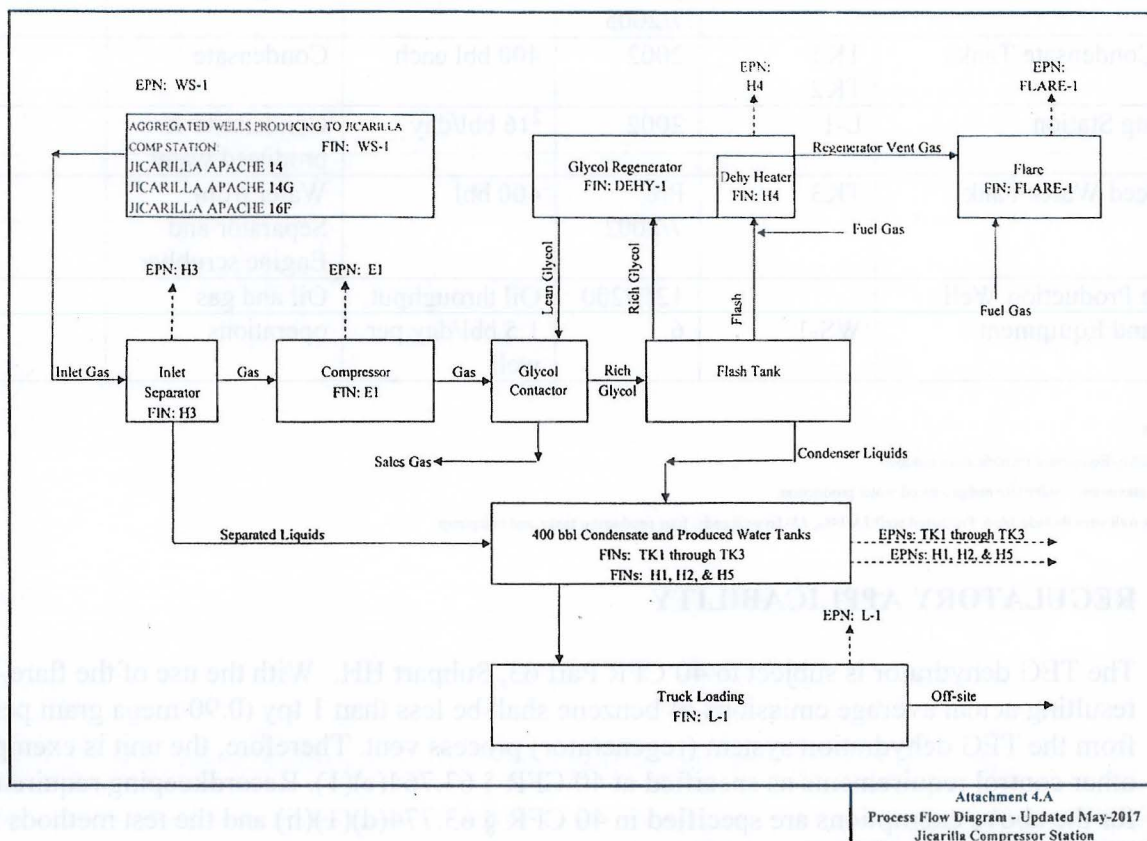 EPN: WS-1
AGGREGATED WELLS PRODUCING TO JICARILLA
COMP STATION FIN: WS-1
JICARILLA APACHE 14
JICARILLA APACHE 14G
JICARILLA APACHE 16F
EPN:
H4
EPN:
FLARE-1
Glycol Regenerator
FIN: DEHY-1
Dehy Heater
FIN: H4
Regenerator Vent Gas
Flare
FIN: FLARE-1
Fuel Gas
Fuel Gas
EPN: H3
EPN: E1
Lean Glycol
Rich Glycol
Flash
Inlet Gas
Inlet
Separator
FIN: H3
Gas
Compressor
FIN: E1
Gas
Glycol
Contactor
Rich
Glycol
Flash Tank
Sales Gas
Condenser Liquids
Separated Liquids
400 bbl Condensate and Produced Water Tanks
FINs: TK1 through TK3
FINs: H1, H2, & H5
EPNs: TK1 through TK3
EPNs: H1, H2, & H5
EPN: L-1
Truck Loading
FIN: L-1
Off-site
Attachment 4.A
Process Flow Diagram - Updated May-2017
Jicarilla Compressor Station
REGULATORY APPLICABILITY